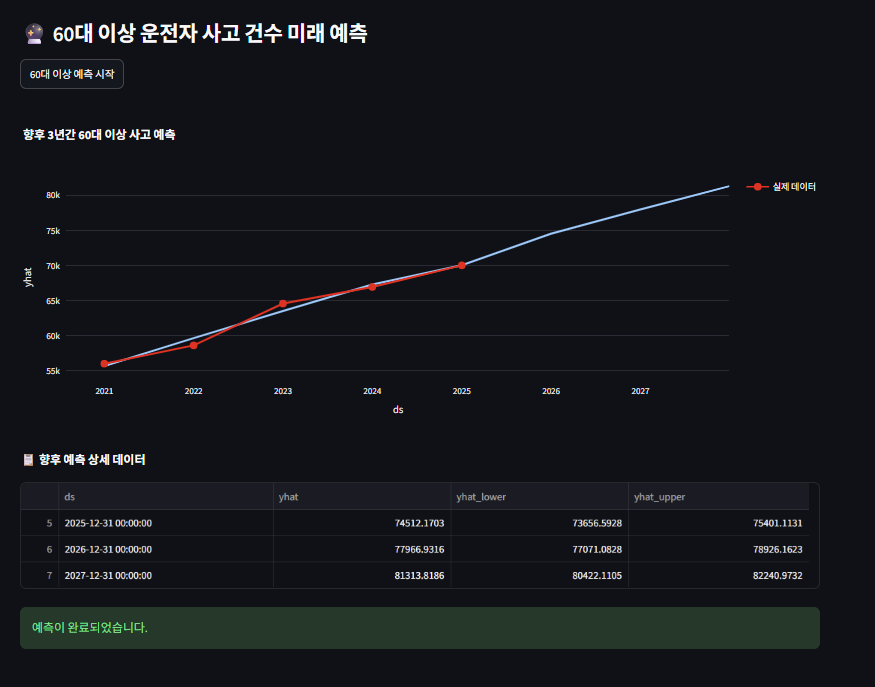 🔮 60대 이상 운전자 사고 건수 미래 예측
60대 이상 예측 시작
향후 3년간 60대 이상 사고 예측
실제 데이터
80k
75k
70k
65k
60k
55k
yhat
2021 2022 2023 2024 2025 2026 2027
ds
📋 향후 예측 상세 데이터
ds yhat yhat_lower yhat_upper
5 2025-12-31 00:00:00 74512.1703 73656.5928 75401.1131
6 2026-12-31 00:00:00 77966.9316 77071.0828 78926.1623
7 2027-12-31 00:00:00 81313.8186 80422.1105 82240.9732
예측이 완료되었습니다.